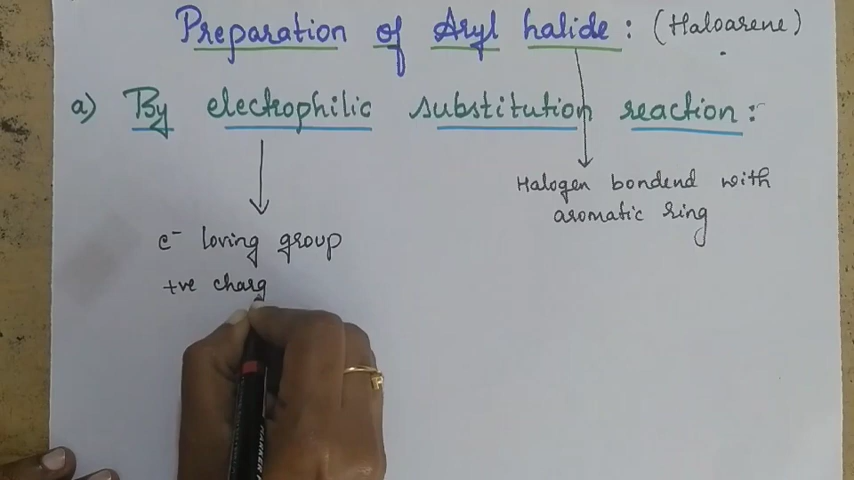 Preparation of Aryl halide: (Haloarene)
a) By electrophilic substitution reaction:
Halogen bondend with
aromatic ring
e⁻ loving group
+ve charg